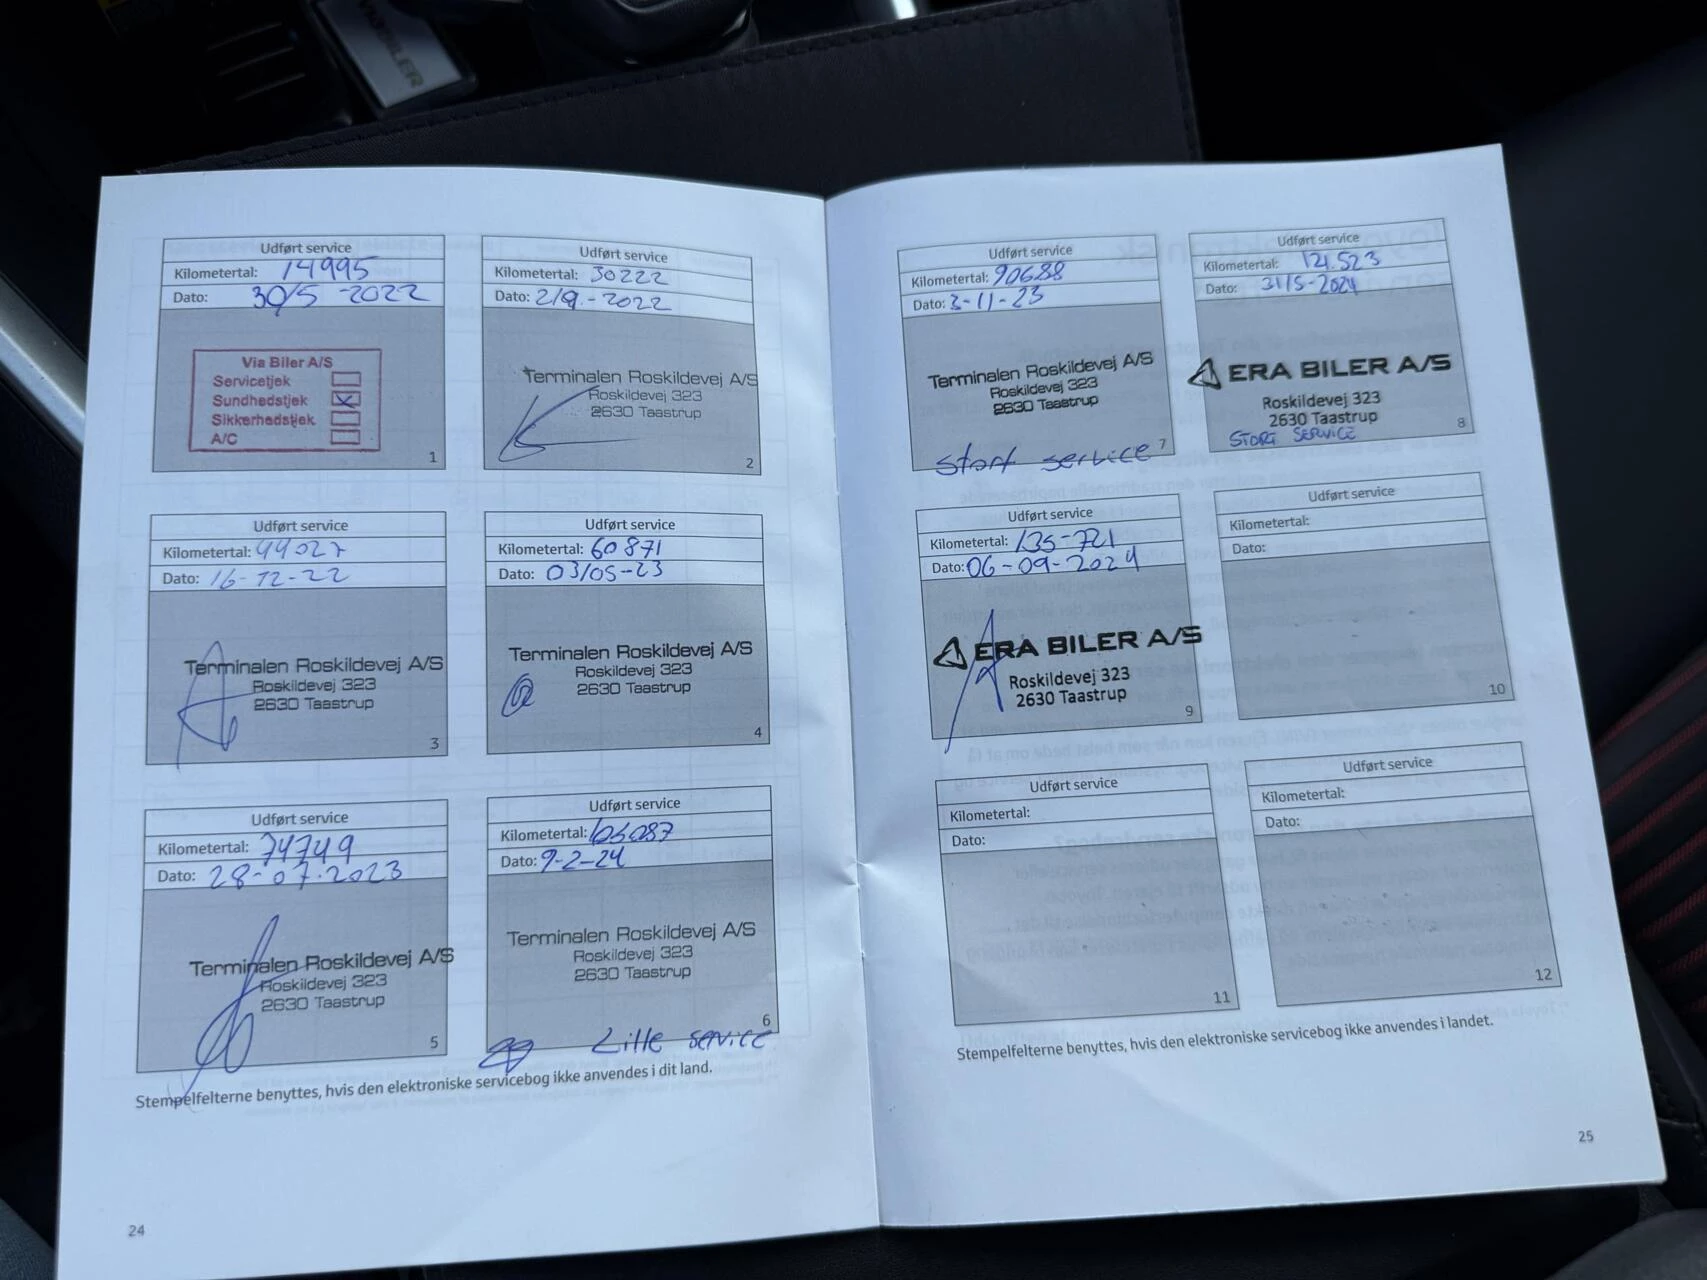 Udført service
Kilometertal: 14995
Dato: 30/5-2022
Via Biler A/S
Servicetjek
Sundhedstjek
Sikkerhedstjek
A/C
1
Udført service
Kilometertal: 30222
Dato: 2/9.-2022
Terminalen Roskildevej A/S
Roskildevej 323
2630 Taastrup
2
Udført service
Kilometertal: 44027
Dato: 16-12-22
Terminalen Roskildevej A/S
Roskildevej 323
2630 Taastrup
3
Udført service
Kilometertal: 60871
Dato: 03/05-23
Terminalen Roskildevej A/S
Roskildevej 323
2630 Taastrup
4
Udført service
Kilometertal: 74749
Dato: 28-07.2023
Terminalen Roskildevej A/S
Roskildevej 323
2630 Taastrup
5
Udført service
Kilometertal:
Dato: 9-2-24
Terminalen Roskildevej A/S
Roskildevej 323
2630 Taastrup
6
Lille service
Stempelfelterne benyttes, hvis den elektroniske servicebog ikke anvendes i dit land.
24
Udført service
Kilometertal: 90688
Dato: 3-11-23
Terminalen Roskildevej A/S
Roskildevej 323
2630 Taastrup
7
Stort service
Udført service
Kilometertal: 121.523
Dato: 31/5-2024
ERA BILER A/S
Roskildevej 323
2630 Taastrup
STOR SERVICE
8
Udført service
Kilometertal: 135-721
Dato: 06-09-2024
ERA BILER A/S
Roskildevej 323
2630 Taastrup
9
Udført service
Kilometertal:
Dato:
10
Udført service
Kilometertal:
Dato:
11
Udført service
Kilometertal:
Dato:
12
Stempelfelterne benyttes, hvis den elektroniske servicebog ikke anvendes i landet.
25